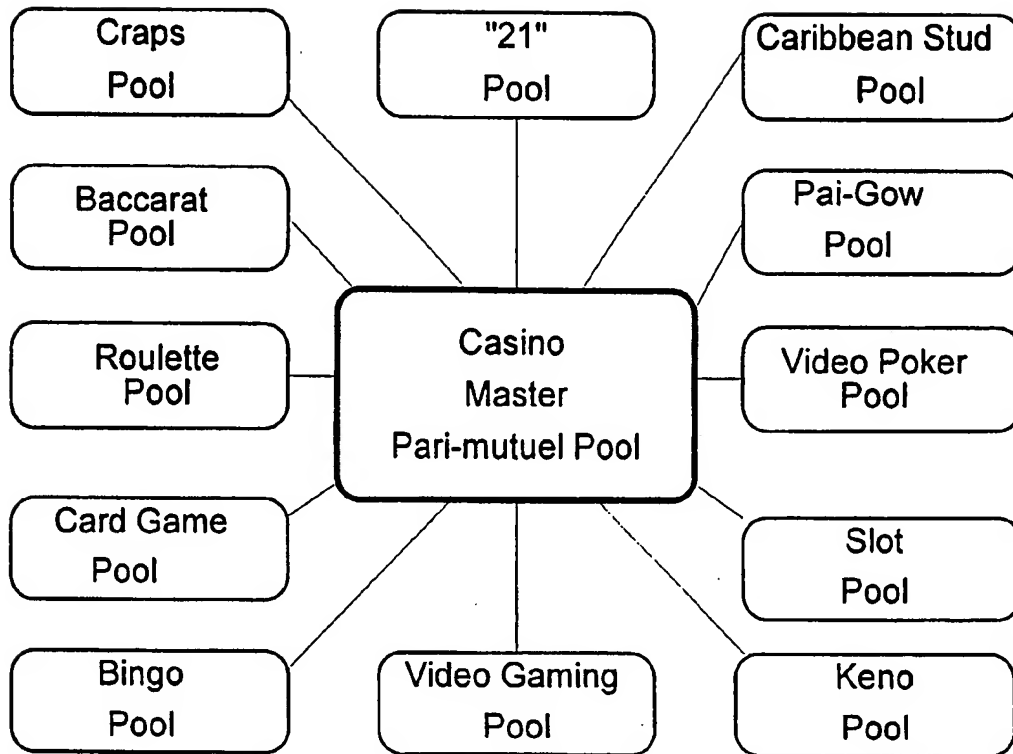 Craps
Pool
"21"
Pool
Caribbean Stud
Pool
Baccarat
Pool
Pai-Gow
Pool
Roulette
Pool
Casino
Master
Pari-mutuel Pool
Video Poker
Pool
Card Game
Pool
Slot
Pool
Bingo
Pool
Video Gaming
Pool
Keno
Pool